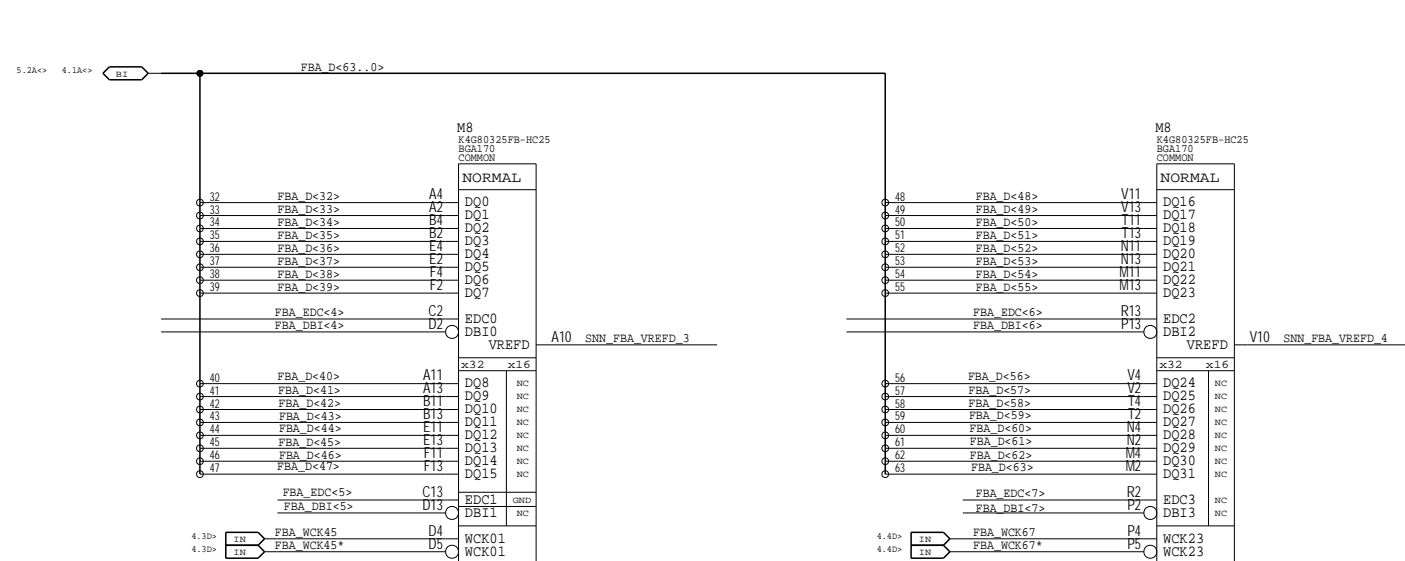 5.2A<> 4.1A<> BI FBA_D<63..0>
M8
K4G80325FB-HC25
BGA170
COMMON
NORMAL
32 FBA_D<32> A4 DQ0
33 FBA_D<33> A2 DQ1
34 FBA_D<34> B4 DQ2
35 FBA_D<35> B2 DQ3
36 FBA_D<36> E4 DQ4
37 FBA_D<37> E2 DQ5
38 FBA_D<38> F4 DQ6
39 FBA_D<39> F2 DQ7
FBA_EDC<4> C2 EDC0
FBA_DBI<4> D2 DBI0
VREFD A10 SNN_FBA_VREFD_3
x32 x16
40 FBA_D<40> A11 DQ8 NC
41 FBA_D<41> A13 DQ9 NC
42 FBA_D<42> B11 DQ10 NC
43 FBA_D<43> B13 DQ11 NC
44 FBA_D<44> E11 DQ12 NC
45 FBA_D<45> E13 DQ13 NC
46 FBA_D<46> F11 DQ14 NC
47 FBA_D<47> F13 DQ15 NC
FBA_EDC<5> C13 EDC1 GND
FBA_DBI<5> D13 DBI1 NC
4.3D> IN FBA_WCK45 D4 WCK01
4.3D> IN FBA_WCK45* D5 WCK01
M8
K4G80325FB-HC25
BGA170
COMMON
NORMAL
48 FBA_D<48> V11 DQ16
49 FBA_D<49> V13 DQ17
50 FBA_D<50> T11 DQ18
51 FBA_D<51> T13 DQ19
52 FBA_D<52> N11 DQ20
53 FBA_D<53> N13 DQ21
54 FBA_D<54> M11 DQ22
55 FBA_D<55> M13 DQ23
FBA_EDC<6> R13 EDC2
FBA_DBI<6> P13 DBI2
VREFD V10 SNN_FBA_VREFD_4
x32 x16
56 FBA_D<56> V4 DQ24 NC
57 FBA_D<57> V2 DQ25 NC
58 FBA_D<58> T4 DQ26 NC
59 FBA_D<59> T2 DQ27 NC
60 FBA_D<60> N4 DQ28 NC
61 FBA_D<61> N2 DQ29 NC
62 FBA_D<62> M4 DQ30 NC
63 FBA_D<63> M2 DQ31 NC
FBA_EDC<7> R2 EDC3 NC
FBA_DBI<7> P2 DBI3 NC
4.4D> IN FBA_WCK67 P4 WCK23
4.4D> IN FBA_WCK67* P5 WCK23